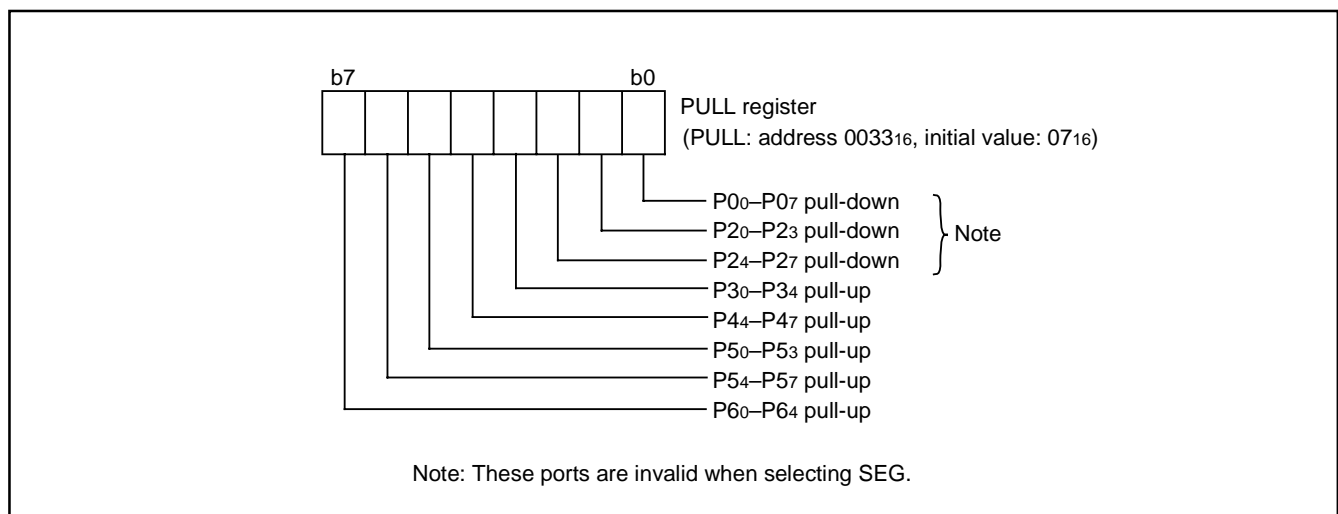 b7 b0
PULL register
(PULL: address 003316, initial value: 0716)
P00–P07 pull-down
P20–P23 pull-down
Note
P24–P27 pull-down
P30–P34 pull-up
P44–P47 pull-up
P50–P53 pull-up
P54–P57 pull-up
P60–P64 pull-up
Note: These ports are invalid when selecting SEG.